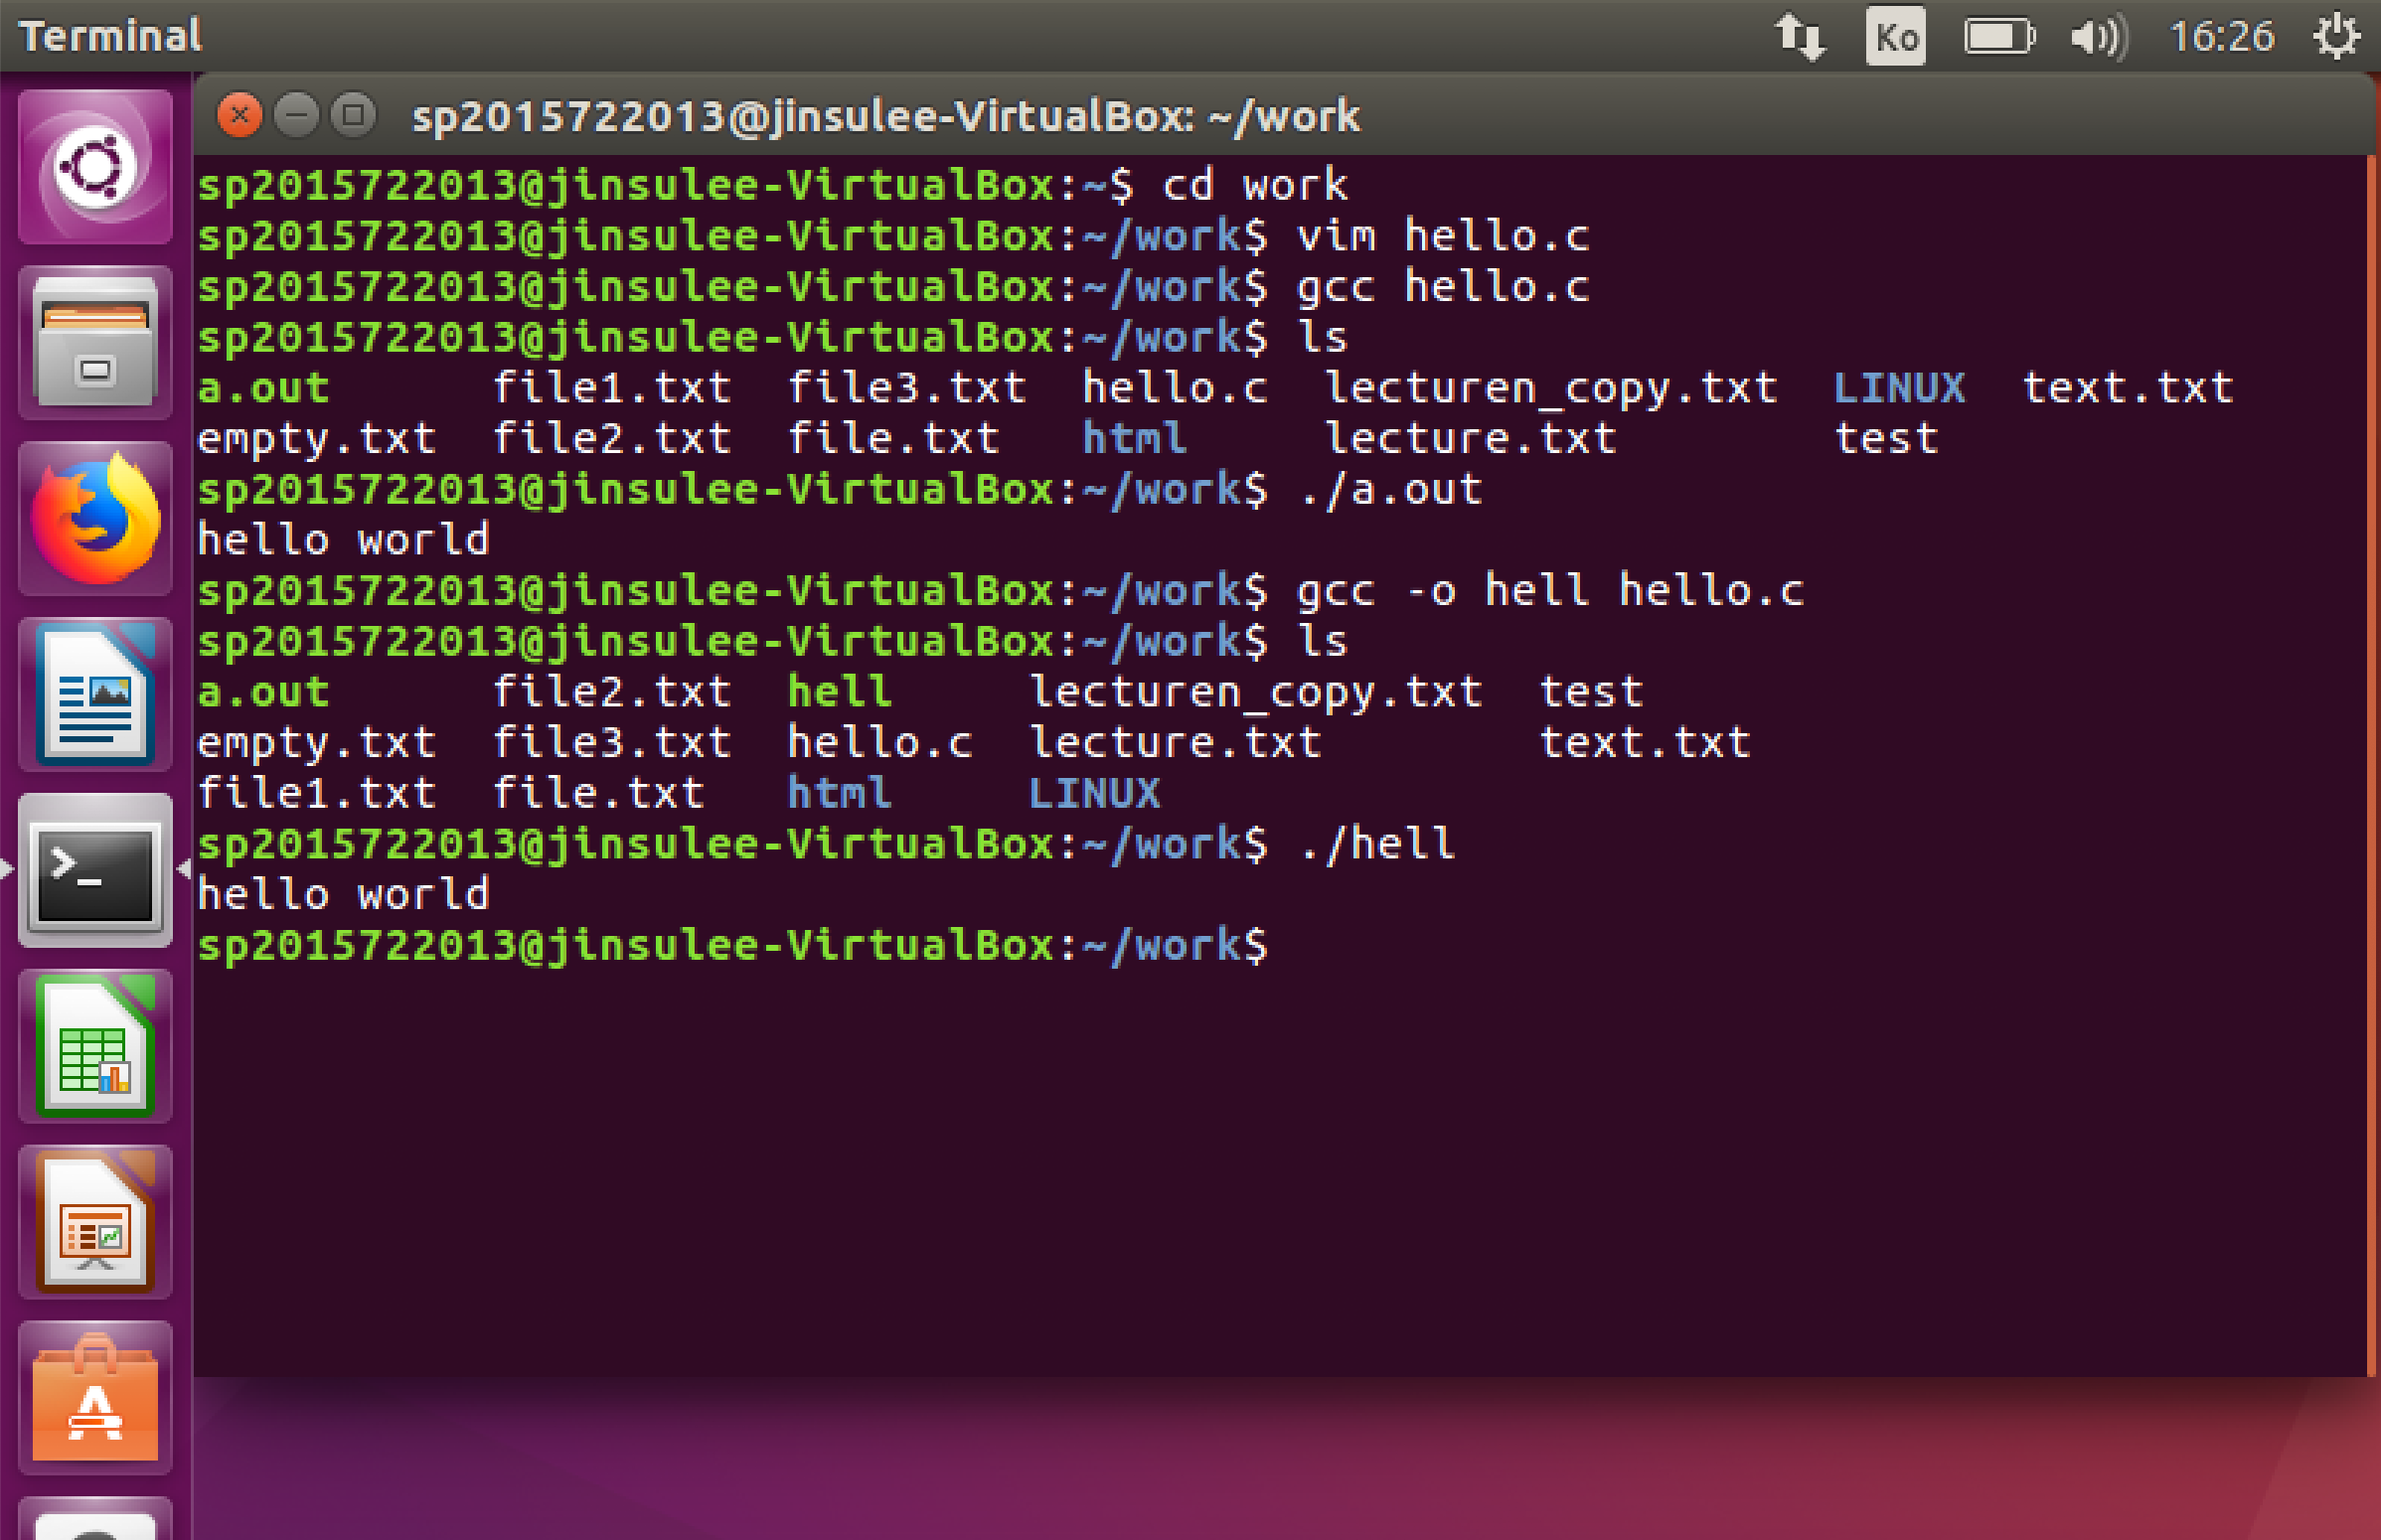 Terminal Ko 16:26
sp2015722013@jinsulee-VirtualBox: ~/work
sp2015722013@jinsulee-VirtualBox:~$ cd work
sp2015722013@jinsulee-VirtualBox:~/work$ vim hello.c
sp2015722013@jinsulee-VirtualBox:~/work$ gcc hello.c
sp2015722013@jinsulee-VirtualBox:~/work$ ls
a.out file1.txt file3.txt hello.c lecturen_copy.txt LINUX text.txt
empty.txt file2.txt file.txt html lecture.txt test
sp2015722013@jinsulee-VirtualBox:~/work$ ./a.out
hello world
sp2015722013@jinsulee-VirtualBox:~/work$ gcc -o hell hello.c
sp2015722013@jinsulee-VirtualBox:~/work$ ls
a.out file2.txt hell lecturen_copy.txt test
empty.txt file3.txt hello.c lecture.txt text.txt
file1.txt file.txt html LINUX
sp2015722013@jinsulee-VirtualBox:~/work$ ./hell
hello world
sp2015722013@jinsulee-VirtualBox:~/work$